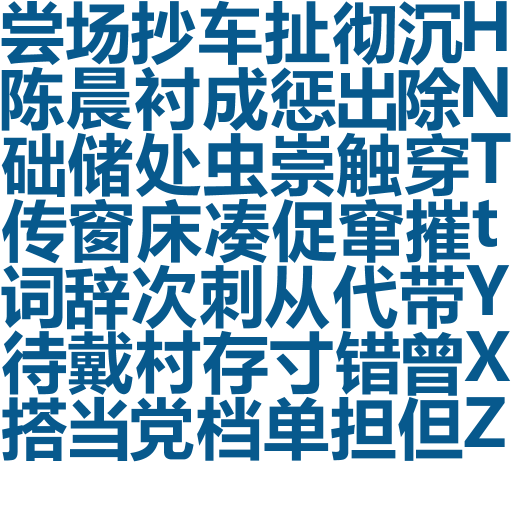 尝场抄车扯彻沉H
陈晨衬成惩出除N
础储处虫崇触穿T
传窗床凑促窜摧t
词辞次刺从代带Y
待戴村存寸错曾X
搭当党档单担但Z